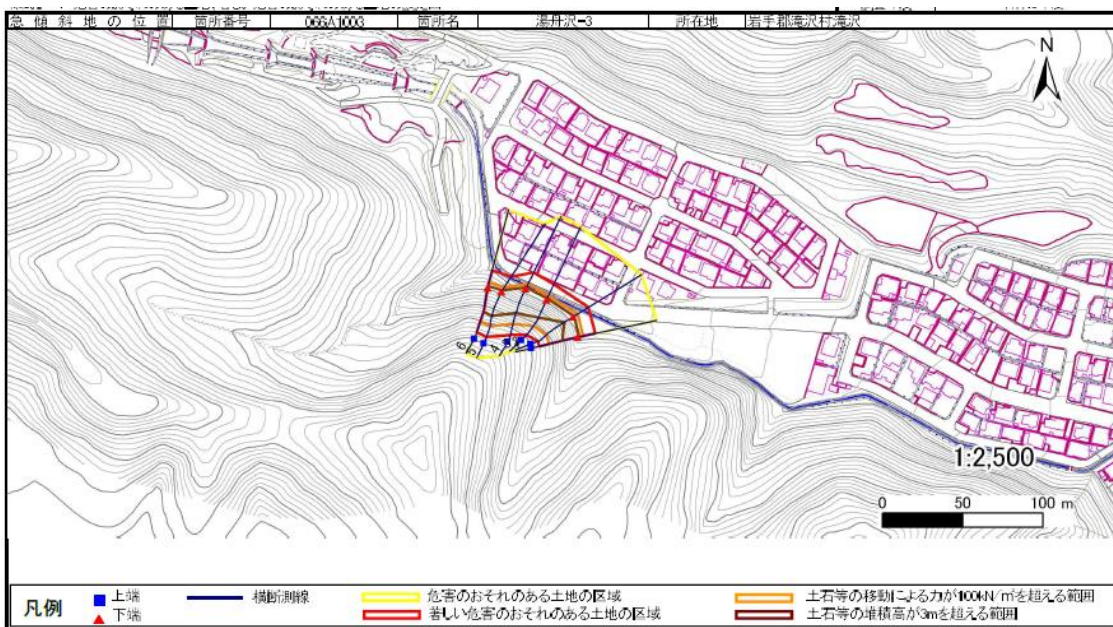 急傾斜地の位置 箇所番号 066A1003 箇所名 湯舟沢-3 所在地 岩手郡滝沢村滝沢
N
6 5 4
1:2,500
0 50 100 m
凡例 上端 横断測線 危害のおそれのある土地の区域 土石等の移動による力が100kN/㎡を超える範囲
下端 著しい危害のおそれのある土地の区域 土石等の堆積高が3mを超える範囲